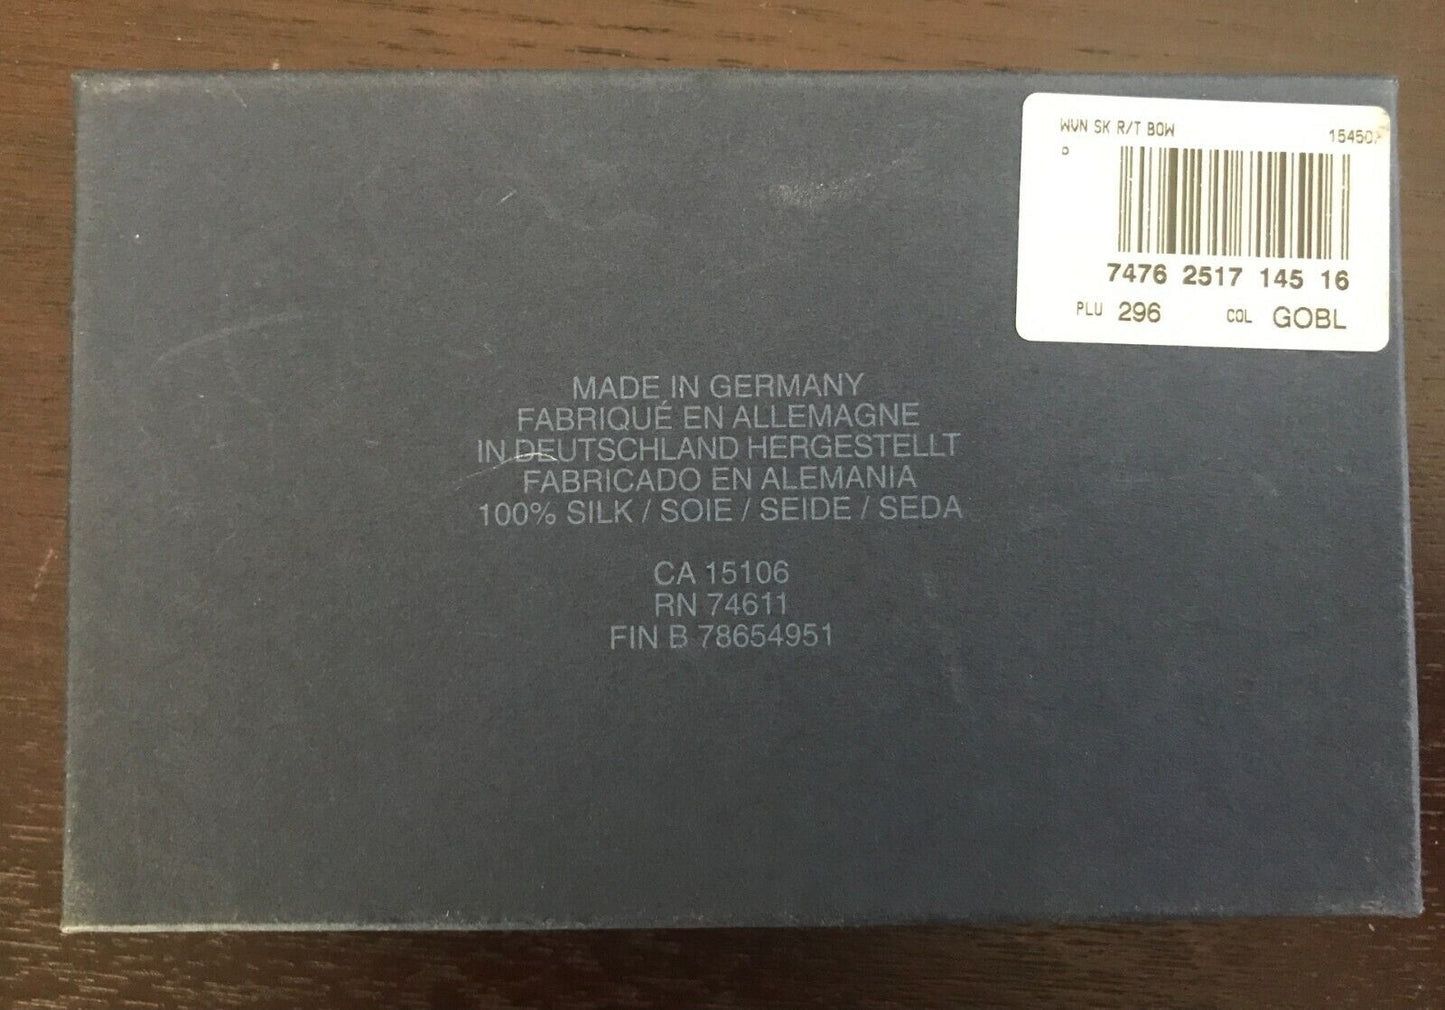 WVN SK R/T BOW 15450
P
7476 2517 145 16
PLU 296 COL GOBL
MADE IN GERMANY
FABRIQUÉ EN ALLEMAGNE
IN DEUTSCHLAND HERGESTELLT
FABRICADO EN ALEMANIA
100% SILK / SOIE / SEIDE / SEDA
CA 15106
RN 74611
FIN B 78654951